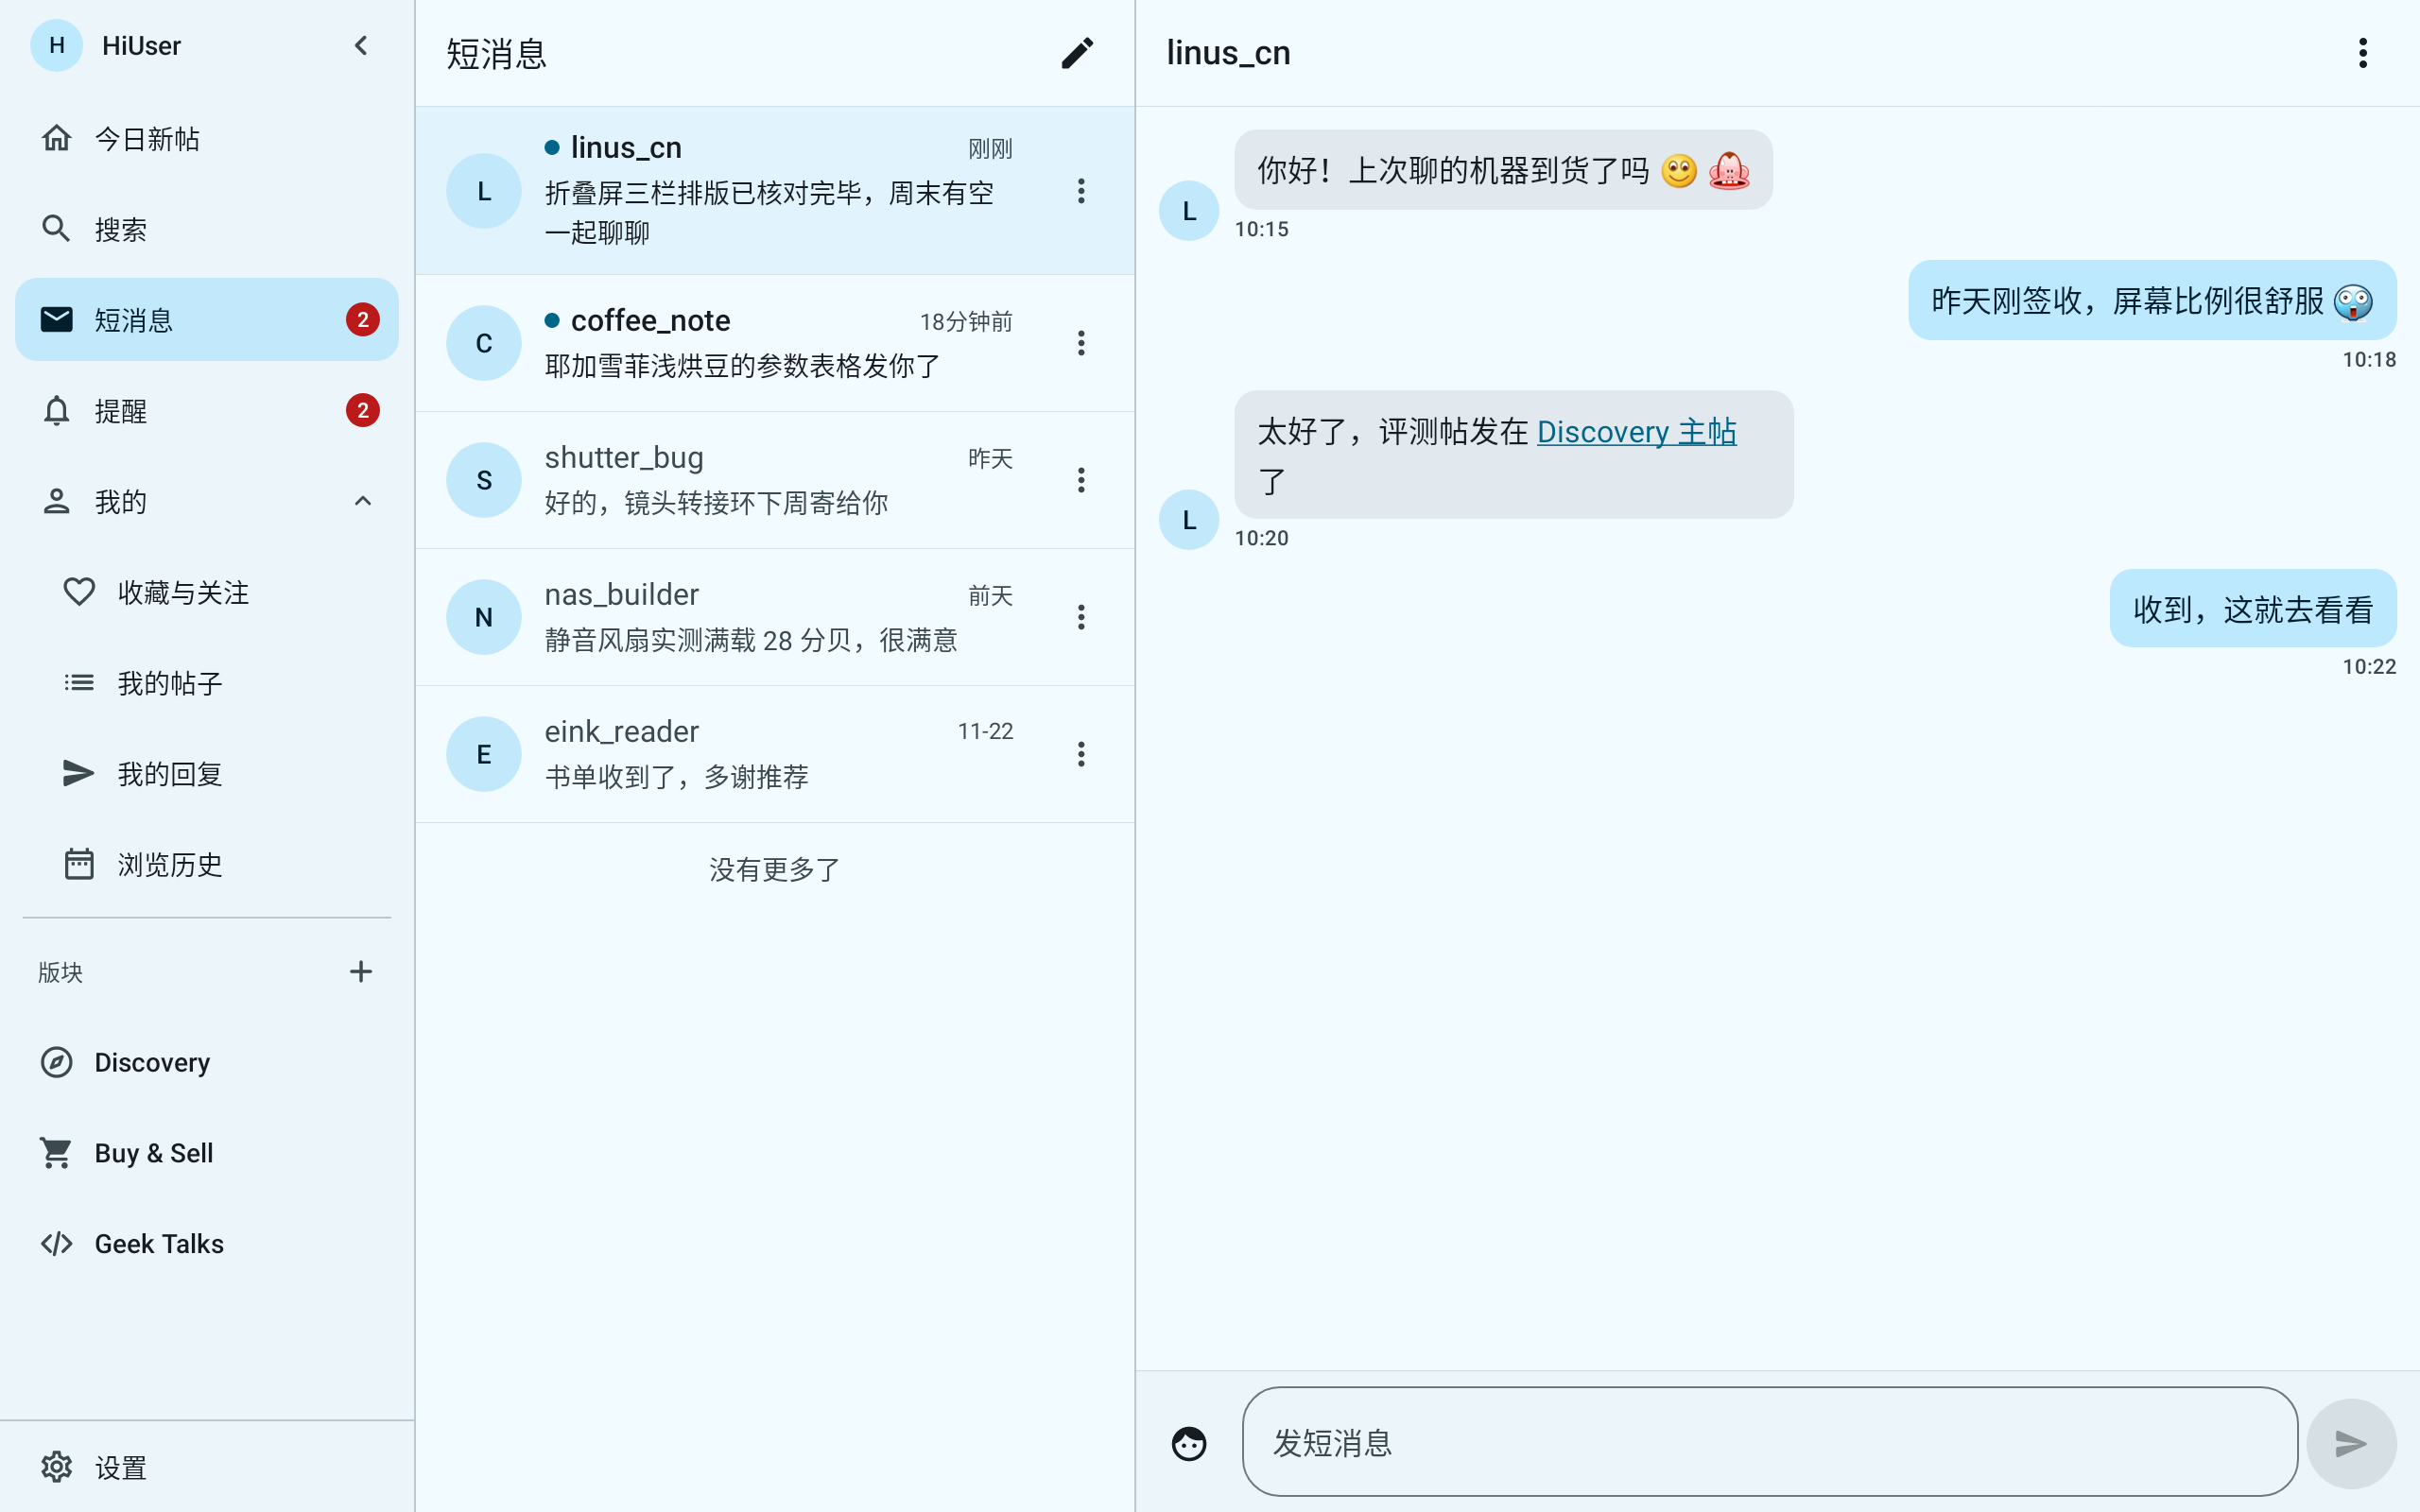 H
HiUser
今日新帖
搜索
短消息
2
提醒
2
我的
收藏与关注
我的帖子
我的回复
浏览历史
版块
Discovery
Buy & Sell
Geek Talks
设置
短消息
L
linus_cn
刚刚
折叠屏三栏排版已核对完毕，周末有空
一起聊聊
C
coffee_note
18分钟前
耶加雪菲浅烘豆的参数表格发你了
S
shutter_bug
昨天
好的，镜头转接环下周寄给你
N
nas_builder
前天
静音风扇实测满载 28 分贝，很满意
E
eink_reader
11-22
书单收到了，多谢推荐
没有更多了
linus_cn
你好！上次聊的机器到货了吗
L
10:15
昨天刚签收，屏幕比例很舒服
10:18
太好了，评测帖发在 Discovery 主帖
了
L
10:20
收到，这就去看看
10:22
发短消息